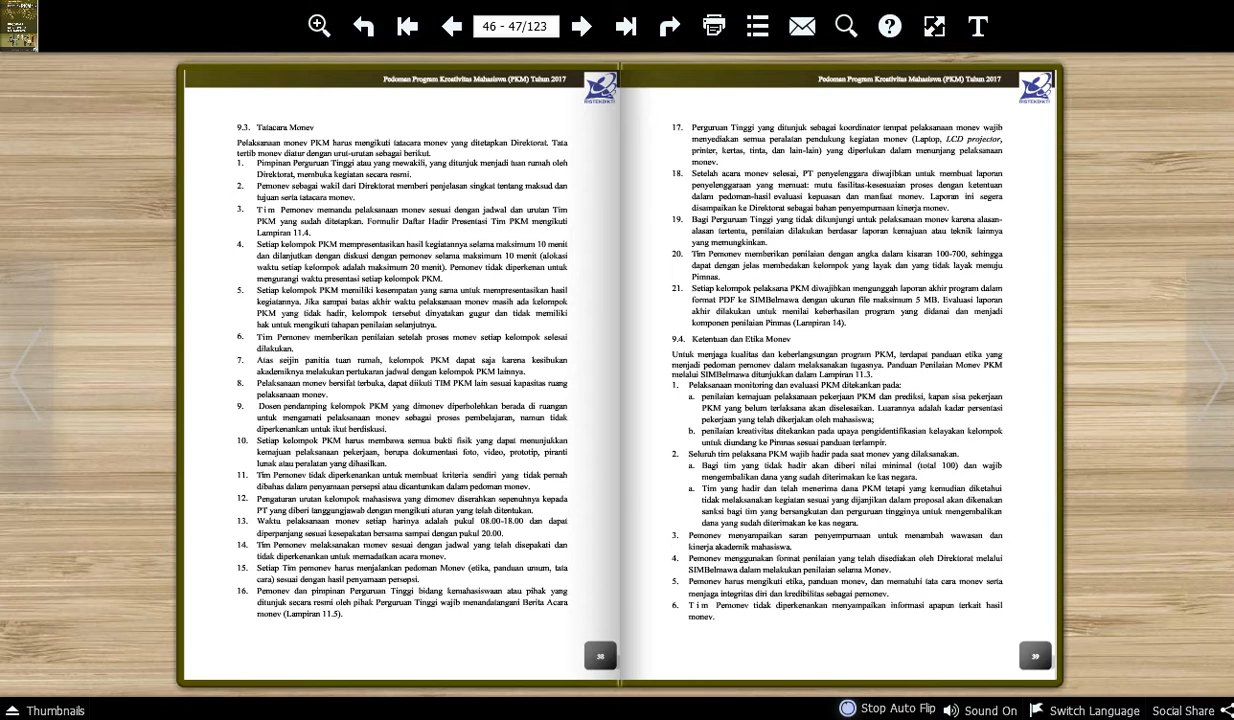 46 - 47/123
Pedoman Program Kreativitas Mahasiswa (PKM) Tahun 2017
RISTEKDIKTI
9.3. Tatacara Monev
Pelaksanaan monev PKM harus mengikuti tatacara monev yang ditetapkan Direktorat. Tata
tertib monev diatur dengan urut-urutan sebagai berikut.
1. Pimpinan Perguruan Tinggi atau yang mewakili, yang ditunjuk menjadi tuan rumah oleh
Direktorat, membuka kegiatan secara resmi.
2. Pemonev sebagai wakil dari Direktorat memberi penjelasan singkat tentang maksud dan
tujuan serta tatacara monev.
3. Tim Pemonev memandu pelaksanaan monev sesuai dengan jadwal dan urutan Tim
PKM yang sudah ditetapkan. Formulir Daftar Hadir Presentasi Tim PKM mengikuti
Lampiran 11.4.
4. Setiap kelompok PKM mempresentasikan hasil kegiatannya selama maksimum 10 menit
dan dilanjutkan dengan diskusi dengan pemonev selama maksimum 10 menit (alokasi
waktu setiap kelompok adalah maksimum 20 menit). Pemonev tidak diperkenan untuk
mengurangi waktu presentasi setiap kelompok PKM.
5. Setiap kelompok PKM memiliki kesempatan yang sama untuk mempresentasikan hasil
kegiatannya. Jika sampai batas akhir waktu pelaksanaan monev masih ada kelompok
PKM yang tidak hadir, kelompok tersebut dinyatakan gugur dan tidak memiliki
hak untuk mengikuti tahapan penilaian selanjutnya.
6. Tim Pemonev memberikan penilaian setelah proses monev setiap kelompok selesai
dilakukan.
7. Atas seijin panitia tuan rumah, kelompok PKM dapat saja karena kesibukan
akademiknya melakukan pertukaran jadwal dengan kelompok PKM lainnya.
8. Pelaksanaan monev bersifat terbuka, dapat diikuti TIM PKM lain sesuai kapasitas ruang
pelaksanaan monev.
9. Dosen pendamping kelompok PKM yang dimonev diperbolehkan berada di ruangan
untuk mengamati pelaksanaan monev sebagai proses pembelajaran, namun tidak
diperkenankan untuk ikut berdiskusi.
10. Setiap kelompok PKM harus membawa semua bukti fisik yang dapat menunjukkan
kemajuan pelaksanaan pekerjaan, berupa dokumentasi foto, video, prototip, piranti
lunak atau peralatan yang dihasilkan.
11. Tim Pemonev tidak diperkenankan untuk membuat kriteria sendiri yang tidak pernah
dibahas dalam penyamaan persepsi atau dicantumkan dalam pedoman monev.
12. Pengaturan urutan kelompok mahasiswa yang dimonev diserahkan sepenuhnya kepada
PT yang diberi tanggungjawab dengan mengikuti aturan yang telah ditentukan.
13. Waktu pelaksanaan monev setiap harinya adalah pukul 08.00-18.00 dan dapat
diperpanjang sesuai kesepakatan bersama sampai dengan pukul 20.00.
14. Tim Pemonev melaksanakan monev sesuai dengan jadwal yang telah disepakati dan
tidak diperkenankan untuk memadatkan acara monev.
15. Setiap Tim pemonev harus menjalankan pedoman Monev (etika, panduan umum, tata
cara) sesuai dengan hasil penyamaan persepsi.
16. Pemonev dan pimpinan Perguruan Tinggi bidang kemahasiswaan atau pihak yang
ditunjuk secara resmi oleh pihak Perguruan Tinggi wajib menandatangani Berita Acara
monev (Lampiran 11.5).
38
Pedoman Program Kreativitas Mahasiswa (PKM) Tahun 2017
RISTEKDIKTI
17. Perguruan Tinggi yang ditunjuk sebagai koordinator tempat pelaksanaan monev wajib
menyediakan semua peralatan pendukung kegiatan monev (Laptop, LCD projector,
printer, kertas, tinta, dan lain-lain) yang diperlukan dalam menunjang pelaksanaan
monev.
18. Setelah acara monev selesai, PT penyelenggara diwajibkan untuk membuat laporan
penyelenggaraan yang memuat: mutu fasilitas-kesesuaian proses dengan ketentuan
dalam pedoman-hasil evaluasi kepuasan dan manfaat monev. Laporan ini segera
disampaikan ke Direktorat sebagai bahan penyempurnaan kinerja monev.
19. Bagi Perguruan Tinggi yang tidak dikunjungi untuk pelaksanaan monev karena alasan-
alasan tertentu, penilaian dilakukan berdasar laporan kemajuan atau teknik lainnya
yang memungkinkan.
20. Tim Pemonev memberikan penilaian dengan angka dalam kisaran 100-700, sehingga
dapat dengan jelas membedakan kelompok yang layak dan yang tidak layak menuju
Pimnas.
21. Setiap kelompok pelaksana PKM diwajibkan mengunggah laporan akhir program dalam
format PDF ke SIMBelmawa dengan ukuran file maksimum 5 MB. Evaluasi laporan
akhir dilakukan untuk menilai keberhasilan program yang didanai dan menjadi
komponen penilaian Pimnas (Lampiran 14).
9.4. Ketentuan dan Etika Monev
Untuk menjaga kualitas dan keberlangsungan program PKM, terdapat panduan etika yang
menjadi pedoman pemonev dalam melaksanakan tugasnya. Panduan Penilaian Monev PKM
melalui SIMBelmawa ditunjukkan dalam Lampiran 11.3.
1. Pelaksanaan monitoring dan evaluasi PKM ditekankan pada:
a. penilaian kemajuan pelaksanaan pekerjaan PKM dan prediksi, kapan sisa pekerjaan
PKM yang belum terlaksana akan diselesaikan. Luarannya adalah kadar persentasi
pekerjaan yang telah dikerjakan oleh mahasiswa;
b. penilaian kreativitas ditekankan pada upaya pengidentifikasian kelayakan kelompok
untuk diundang ke Pimnas sesuai panduan terlampir.
2. Seluruh tim pelaksana PKM wajib hadir pada saat monev yang dilaksanakan.
a. Bagi tim yang tidak hadir akan diberi nilai minimal (total 100) dan wajib
mengembalikan dana yang sudah diterimakan ke kas negara.
a. Tim yang hadir dan telah menerima dana PKM tetapi yang kemudian diketahui
tidak melaksanakan kegiatan sesuai yang dijanjikan dalam proposal akan dikenakan
sanksi bagi tim yang bersangkutan dan perguruan tingginya untuk mengembalikan
dana yang sudah diterimakan ke kas negara.
3. Pemonev menyampaikan saran penyempurnaan untuk menambah wawasan dan
kinerja akademik mahasiswa.
4. Pemonev menggunakan format penilaian yang telah disediakan oleh Direktorat melalui
SIMBelmawa dalam melakukan penilaian selama Monev.
5. Pemonev harus mengikuti etika, panduan monev, dan mematuhi tata cara monev serta
menjaga integritas diri dan kredibilitas sebagai pemonev.
6. Tim Pemonev tidak diperkenankan menyampaikan informasi apapun terkait hasil
monev.
39
Thumbnails
Stop Auto Flip
Sound On
Switch Language
Social Share